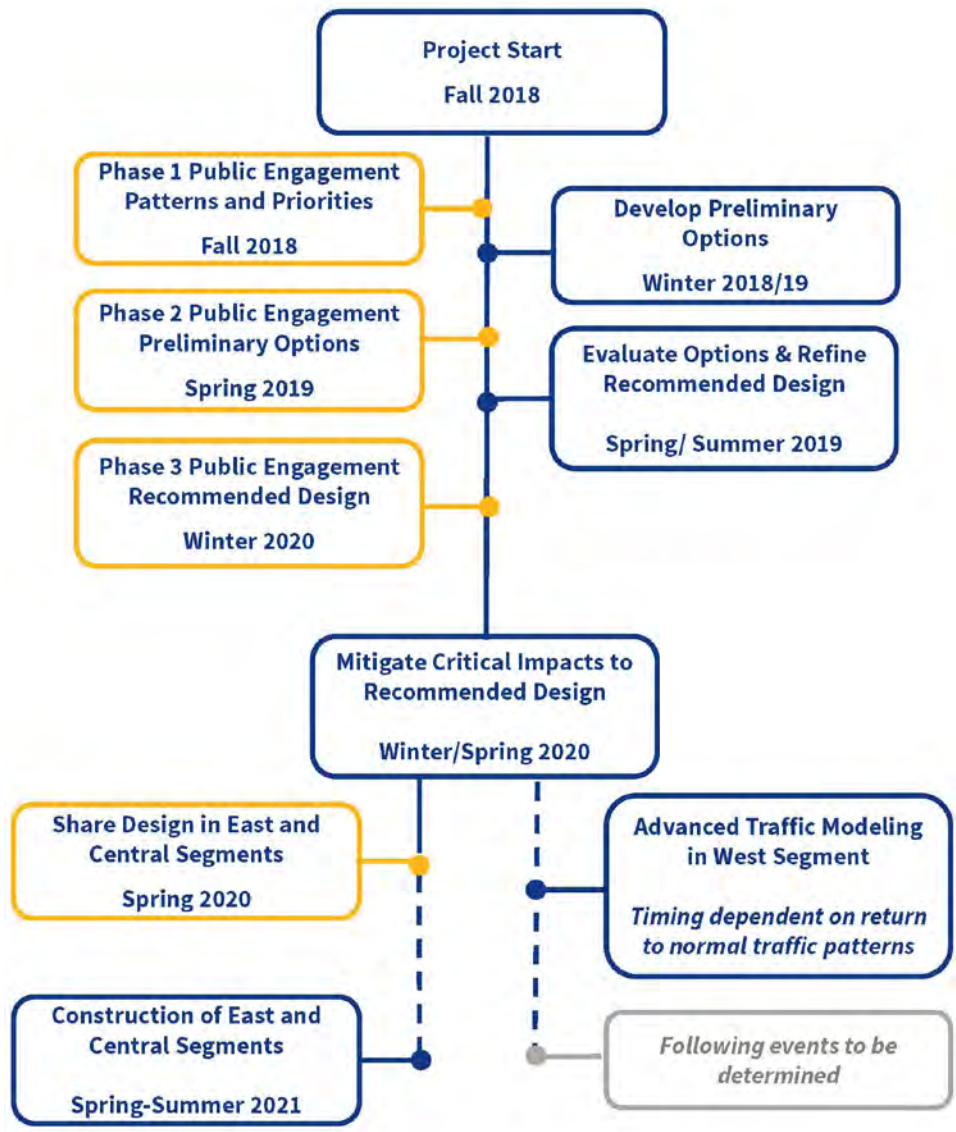 Project Start
Fall 2018
Phase 1 Public Engagement
Patterns and Priorities
Fall 2018
Develop Preliminary
Options
Winter 2018/19
Phase 2 Public Engagement
Preliminary Options
Spring 2019
Evaluate Options & Refine
Recommended Design
Spring/ Summer 2019
Phase 3 Public Engagement
Recommended Design
Winter 2020
Mitigate Critical Impacts to
Recommended Design
Winter/Spring 2020
Share Design in East and
Central Segments
Spring 2020
Advanced Traffic Modeling
in West Segment
Timing dependent on return
to normal traffic patterns
Construction of East and
Central Segments
Spring-Summer 2021
Following events to be
determined